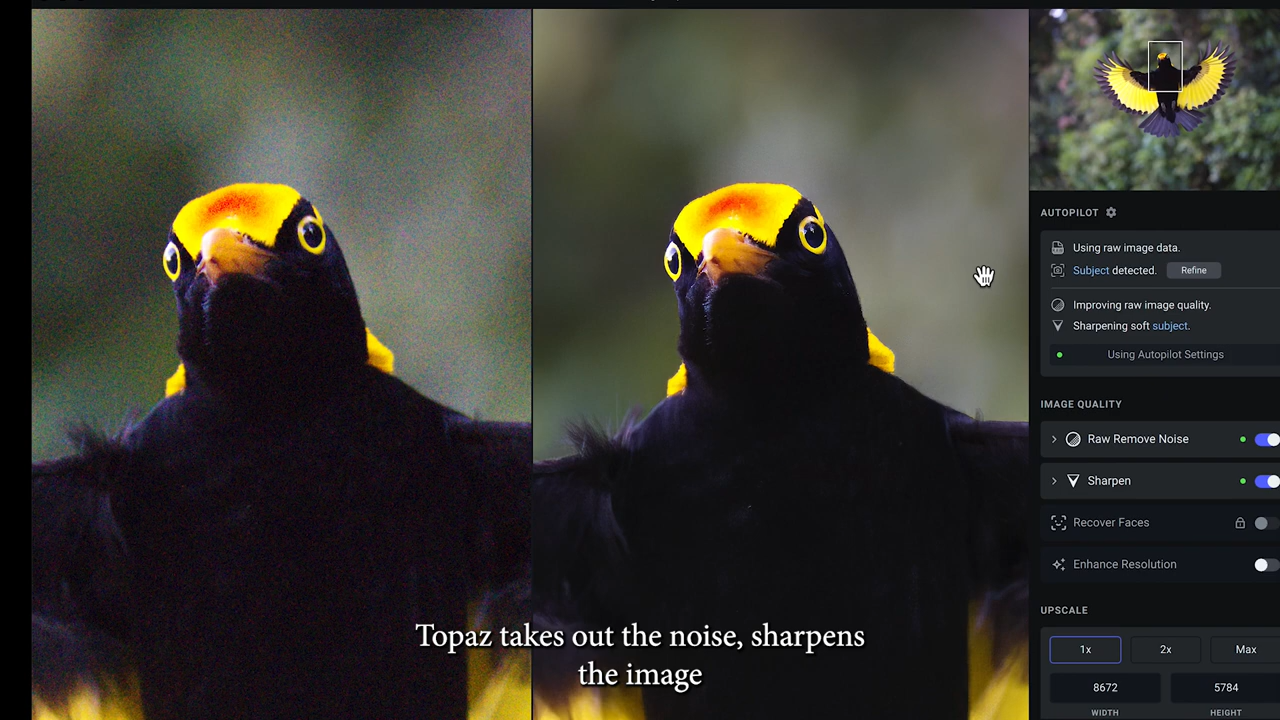 AUTOPILOT
Using raw image data.
Subject detected.
Refine
Improving raw image quality.
Sharpening soft subject.
Using Autopilot Settings
IMAGE QUALITY
Raw Remove Noise
Sharpen
Recover Faces
Enhance Resolution
UPSCALE
1x
2x
Max
8672
5784
WIDTH
HEIGHT
Topaz takes out the noise, sharpens
the image